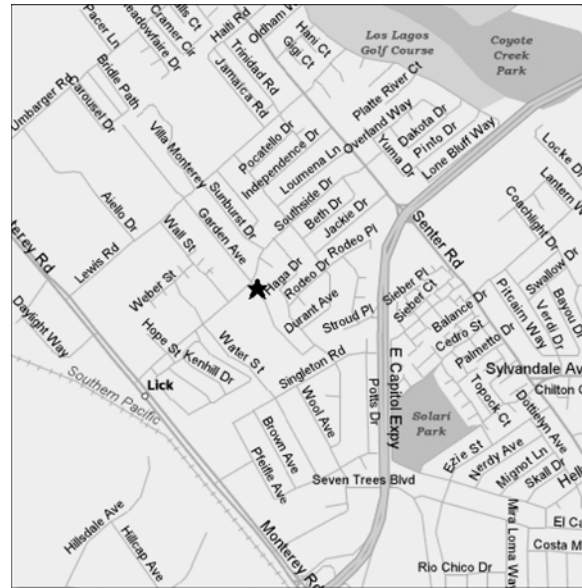 Pacer Ln
Cramer Cir
Haiti Rd
Oldham W
Hani Ct
Gigi Ct
Trinidad Rd
Jamaica Rd
Los Lagos
Golf Course
Coyote
Creek
Park
Umbarger Rd
Bridle Path
Carousel Dr
Platte River Ct
Overland Way
Dakota Dr
Pinto Dr
Yuma Dr
Lone Bluff Way
Villa Monterey
Pocatello Dr
Independence Dr
Loumena Ln
Locke Dr
Aiello Dr
Sunburst Dr
Garden Ave
Southside Dr
Beth Dr
Jackie Dr
Lantern W
Coachlight Dr
Wall St
Lewis Rd
Senter Rd
terey Rd
Rodeo Pl
Rodeo Dr
Swallow Dr
Bayou D
Weber St
Durant Ave
Sieber Pl
Sieber Ct
Pitcairn Way
Verdi Dr
Balance Dr
Stroud Pl
Cedro St
Palmetto Dr
Daylight Way
Hope St
Kenhill Dr
Water St
Singleton Rd
E Capitol Expy
Sylvandale Av
Chilton C
Lick
Southern Pacific
Potts Dr
Topock Ct
Dottielyn Ave
Solari
Park
Wool Ave
Brown Ave
Pfeifle Ave
Ezie St
Nerdy Ave
Mignot Ln
Skall Dr
Hel
Seven Trees Blvd
Hillsdale Ave
Hillcap Ave
Monterey Rd
Mira Loma Way
El Ca
Costa M
Rio Chico Dr